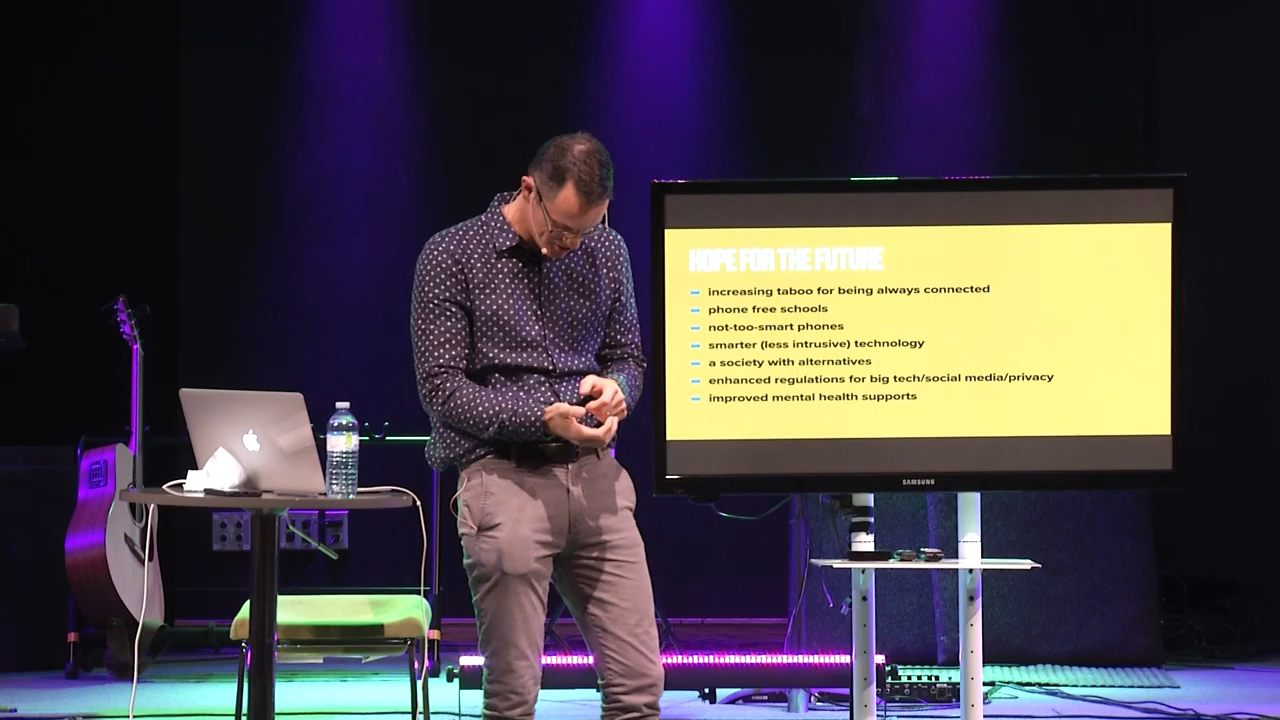 HOPE FOR THE FUTURE
increasing taboo for being always connected
phone free schools
not-too-smart phones
smarter (less intrusive) technology
a society with alternatives
enhanced regulations for big tech/social media/privacy
improved mental health supports
SAMSUNG